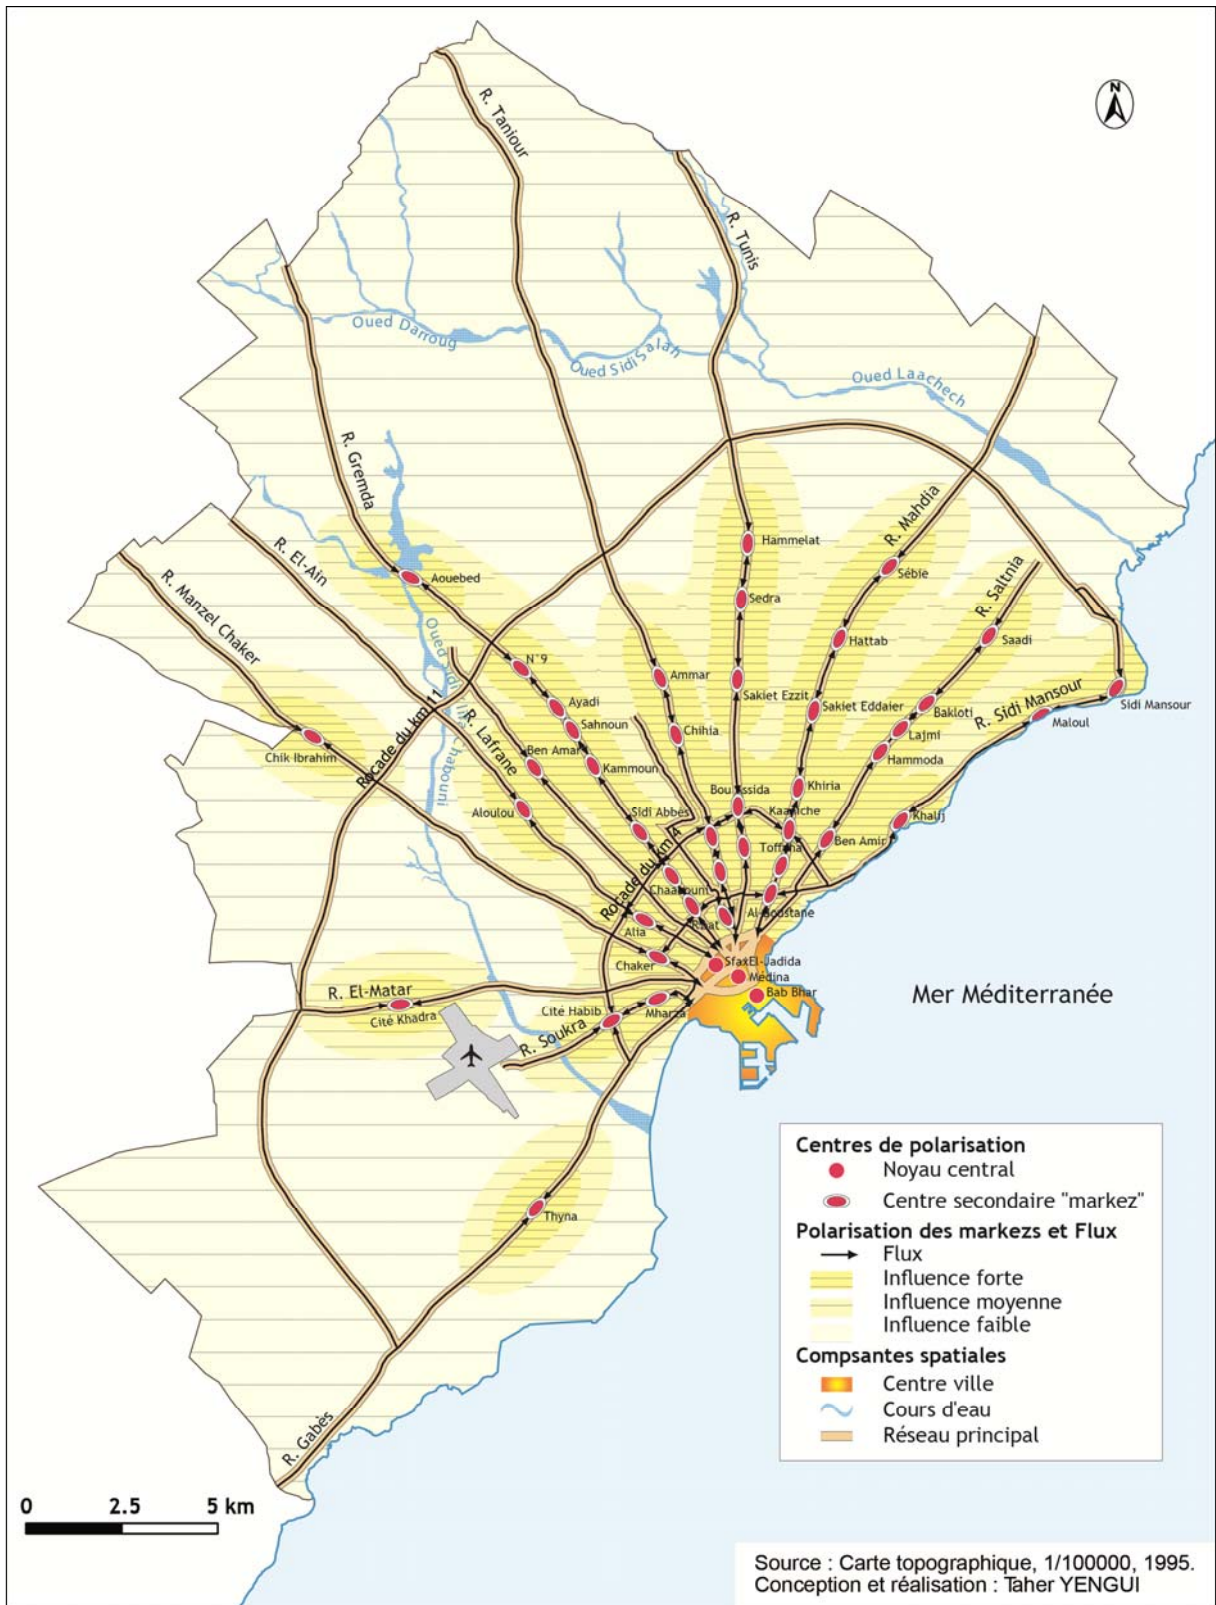 N
R. Taniour
R. Tunis
Oued Darroug
Oued Sidi Salah
Oued Laachech
R. Gremda
R. Mahdia
R. El-Ain
R. Manzel Chaker
Hammelat
Aouebed
Sébie
R. Saltnia
Sedra
Hattab
Saadi
N°9
Ammar
Sakiet Ezzit
Sakiet Eddaier
Bakloti
R. Sidi Mansour
Sidi Mansour
Maloul
Ayadi
Sahnoun
Chihia
Lajmi
Hammoda
Rocade du km 11
R. Lafrane
Chik Ibrahim
Ben Amar
Kammoun
Khiria
Aloulou
Sidi Abbès
Khalij
Ben Amir
Rocade du km 4
Al-Boustane
Alia
Chaker
SfaxEl-Jadida
Médina
Bab Bhar
R. El-Matar
Cité Khadra
Cité Habib
Mharza
R. Soukra
Mer Méditerranée
Thyna
R. Gabès
Centres de polarisation
Noyau central
Centre secondaire "markez"
Polarisation des markezs et Flux
Flux
Influence forte
Influence moyenne
Influence faible
Compsantes spatiales
Centre ville
Cours d'eau
Réseau principal
0 2.5 5 km
Source : Carte topographique, 1/100000, 1995.
Conception et réalisation : Taher YENGUI